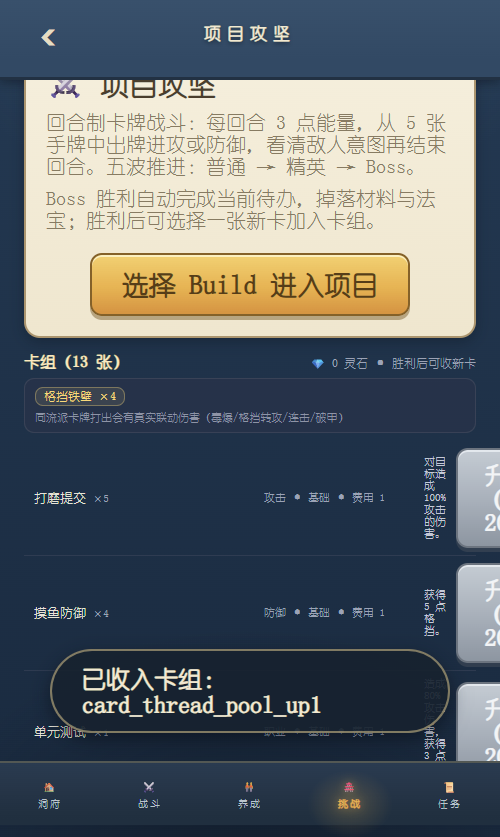 项目攻坚
项目攻坚
回合制卡牌战斗：每回合 3 点能量，从 5 张
手牌中出牌进攻或防御，看清敌人意图再结束
回合。五波推进：普通 → 精英 → Boss。
Boss 胜利自动完成当前待办，掉落材料与法
宝；胜利后可选择一张新卡加入卡组。
选择 Build 进入项目
卡组（13 张） 0 灵石 • 胜利后可收新卡
格挡铁壁 ×4
同流派卡牌打出会有真实联动伤害（毒爆/格挡转攻/连击/破甲）
打磨提交 ×5 攻击 • 基础 • 费用 1
对目
标造
成
100%
攻击
的伤
害。
摸鱼防御 ×4 防御 • 基础 • 费用 1
获得
5 点
格
挡。
已收入卡组：
card_thread_pool_up1
单元测试 ×1
害，
获得
3 点
洞府 战斗 养成 挑战 任务